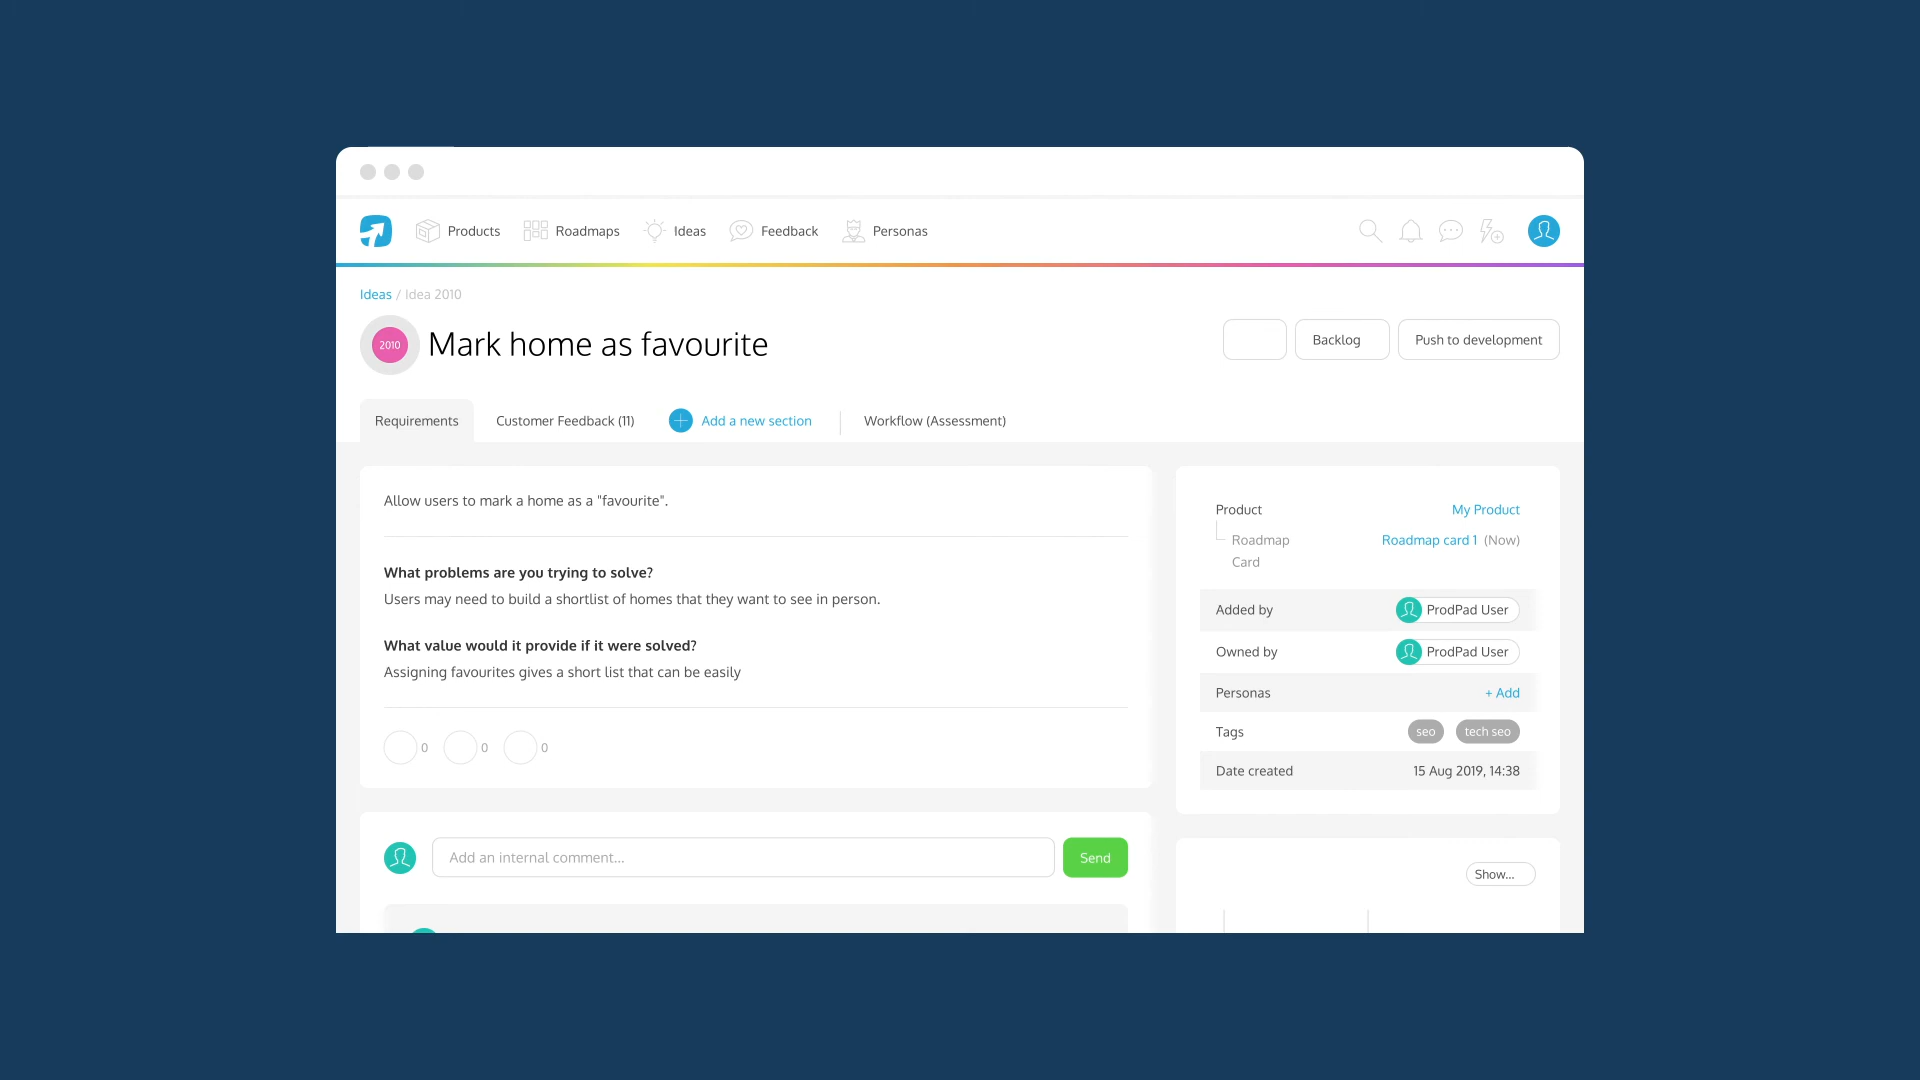 Products Roadmaps Ideas Feedback Personas
Ideas / Idea 2010
2010 Mark home as favourite
Backlog Push to development
Requirements Customer Feedback (11) Add a new section Workflow (Assessment)
Allow users to mark a home as a "favourite".
What problems are you trying to solve?
Users may need to build a shortlist of homes that they want to see in person.
What value would it provide if it were solved?
Assigning favourites gives a short list that can be easily
0 0 0
Add an internal comment... Send
Product My Product
Roadmap Roadmap card 1 (Now)
Card
Added by ProdPad User
Owned by ProdPad User
Personas + Add
Tags seo tech seo
Date created 15 Aug 2019, 14:38
Show...